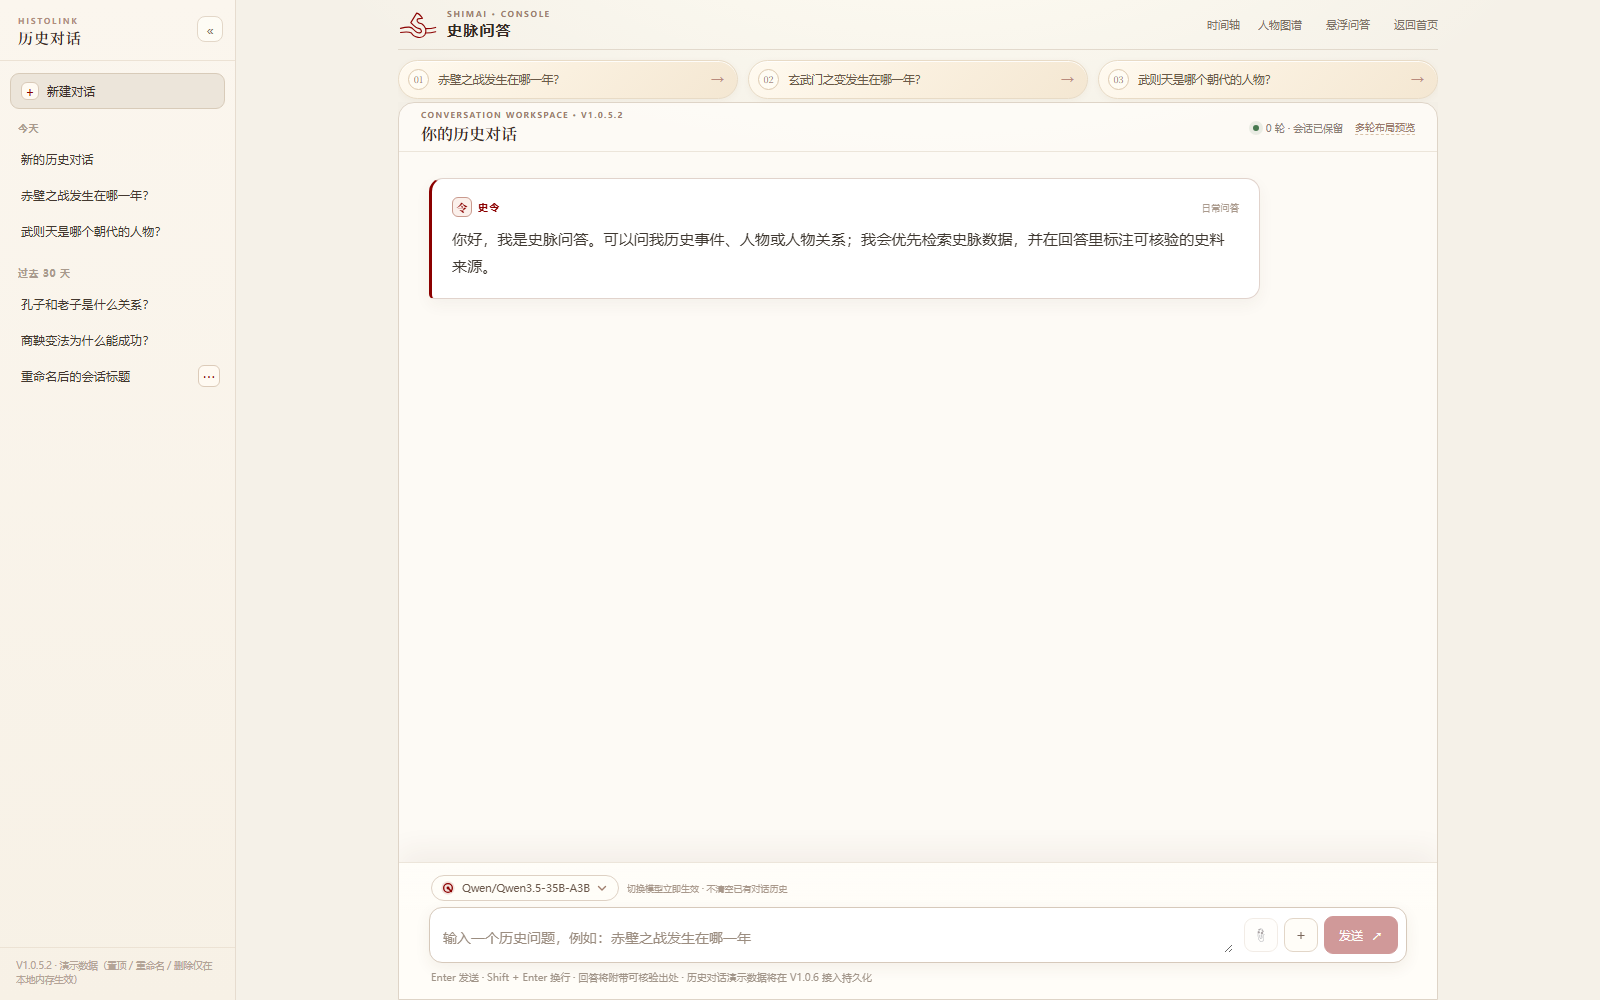 HISTOLINK
历史对话
«
+ 新建对话
今天
新的历史对话
赤壁之战发生在哪一年？
武则天是哪个朝代的人物？
过去 30 天
孔子和老子是什么关系？
商鞅变法为什么能成功？
重命名后的会话标题
V1.0.5.2 · 演示数据（置顶 / 重命名 / 删除仅在
本地内存生效）
SHIMAI • CONSOLE
史脉问答
时间轴 人物图谱 悬浮问答 返回首页
01 赤壁之战发生在哪一年？ →
02 玄武门之变发生在哪一年？ →
03 武则天是哪个朝代的人物？ →
CONVERSATION WORKSPACE • V1.0.5.2
你的历史对话
0 轮 · 会话已保留 多轮布局预览
令 史令 日常问答
你好，我是史脉问答。可以问我历史事件、人物或人物关系；我会优先检索史脉数据，并在回答里标注可核验的史料
来源。
Qwen/Qwen3.5-35B-A3B 切换模型立即生效 · 不清空已有对话历史
输入一个历史问题，例如：赤壁之战发生在哪一年
+ 发送 ↗
Enter 发送 · Shift + Enter 换行 · 回答将附带可核验出处 · 历史对话演示数据将在 V1.0.6 接入持久化